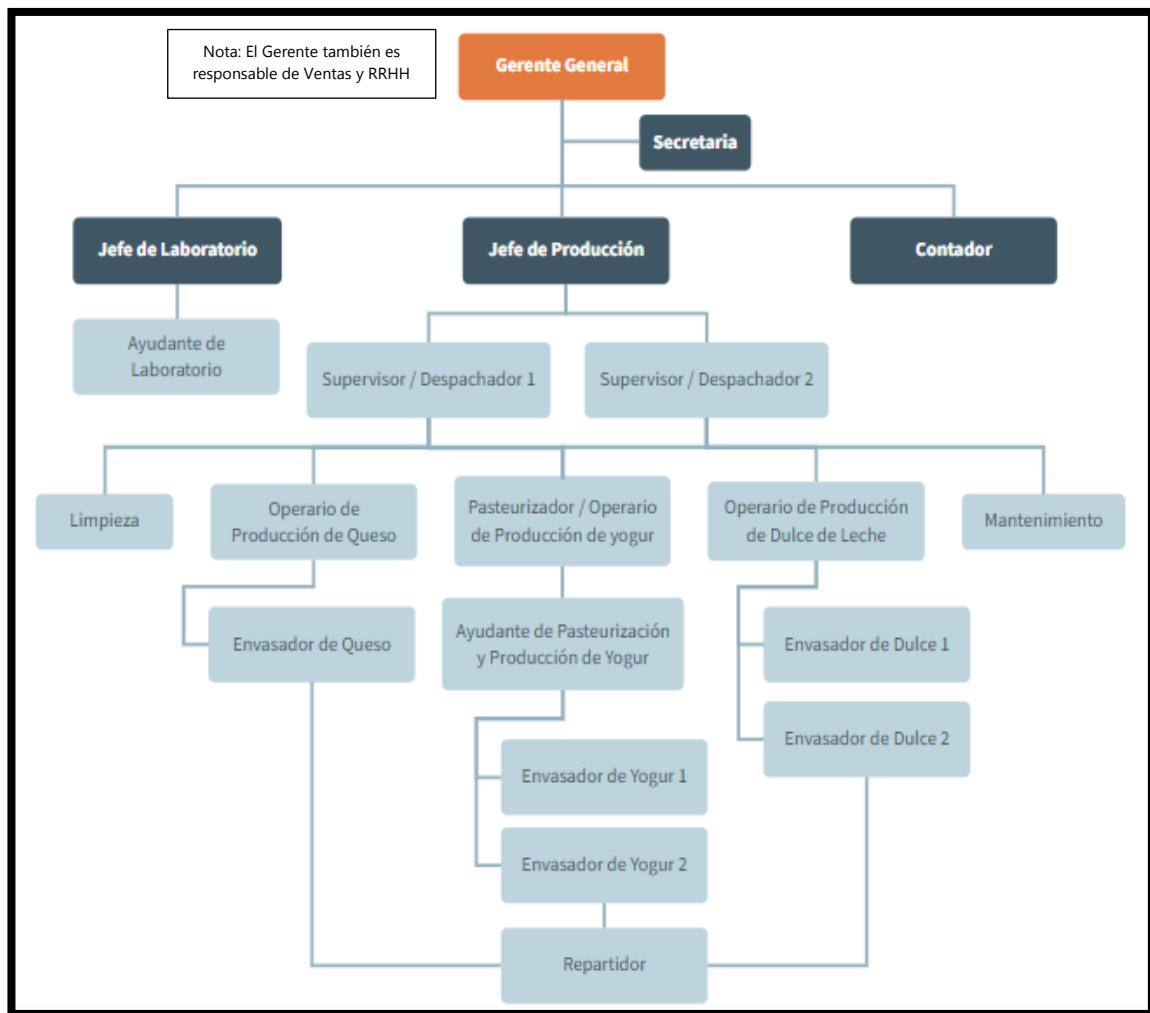 Nota: El Gerente también es
responsable de Ventas y RRHH
Gerente General
Secretaria
Jefe de Laboratorio
Jefe de Producción
Contador
Ayudante de
Laboratorio
Supervisor / Despachador 1
Supervisor / Despachador 2
Limpieza
Operario de
Producción de Queso
Pasteurizador / Operario
de Producción de yogur
Operario de Producción
de Dulce de Leche
Mantenimiento
Envasador de Queso
Ayudante de Pasteurización
y Producción de Yogur
Envasador de Dulce 1
Envasador de Dulce 2
Envasador de Yogur 1
Envasador de Yogur 2
Repartidor